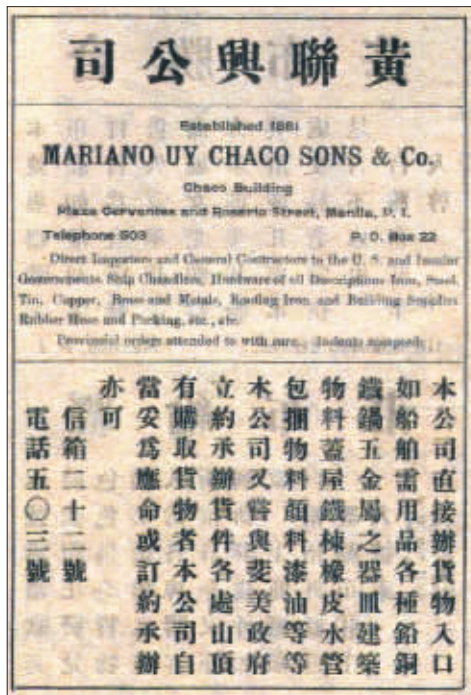 黃聯興公司
Established 1881
MARIANO UY CHACO SONS & Co.
Chaco Building
Plaza Cervantes and Rosario Street, Manila, P. I.
Telephone 503 P. O. Box 22
Direct Importers and General Contractors to the U. S. and Insular
Governments. Ship Chandlers, Hardware of all Descriptions Iron, Steel,
Tin, Copper, Brass and Metals, Roofing Iron and Building Supplies
Rubber Hose and Packing, etc., etc.
Provincial orders attended to with care. Indents accepted.
本公司直接辦貨物入口
如船舶需用品各種鉛銅
鐵鍋五金屬之器皿建築
物料蓋屋鐵棟橡皮水管
包捆物料顏料漆油等等
本公司又嘗與斐美政府
立約承辦貨件各處山頂
有購取貨物者本公司自
當妥爲應命或訂約承辦
亦可
信箱二十二號
電話五〇三號